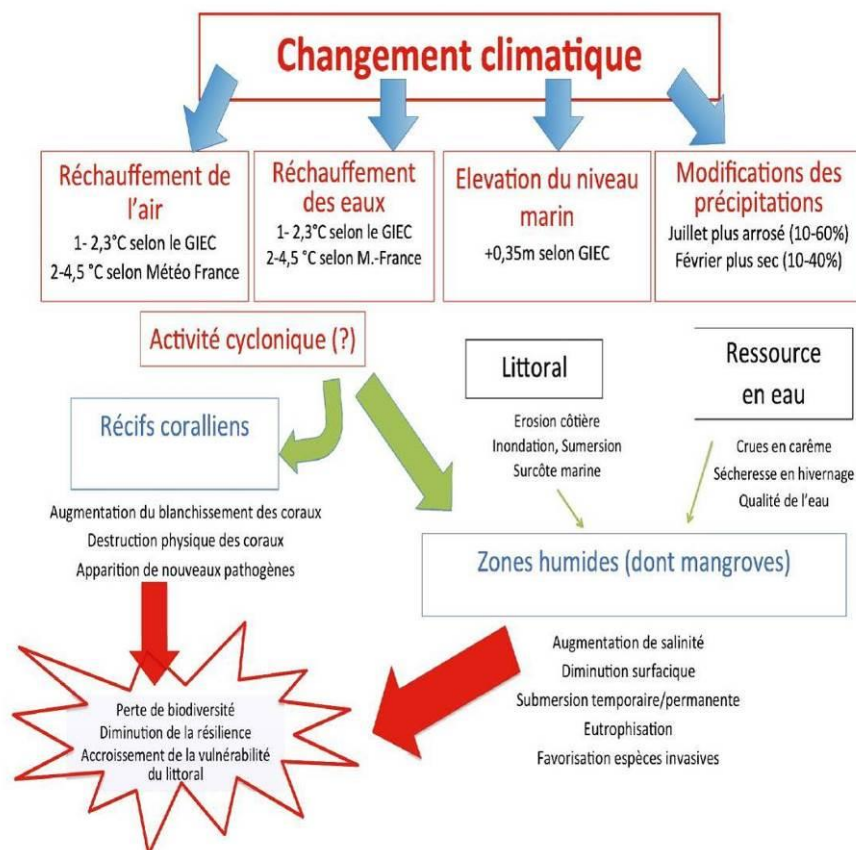 Changement climatique
Réchauffement de
l'air
1- 2,3°C selon le GIEC
2-4,5 °C selon Météo France
Réchauffement
des eaux
1- 2,3°C selon le GIEC
2-4,5 °C selon M.-France
Elevation du niveau
marin
+0,35m selon GIEC
Modifications des
précipitations
Juillet plus arrosé (10-60%)
Février plus sec (10-40%)
Activité cyclonique (?)
Littoral
Erosion côtière
Inondation, Sumersion
Surcôte marine
Ressource
en eau
Crues en carême
Sécheresse en hivernage
Qualité de l'eau
Récifs coralliens
Augmentation du blanchissement des coraux
Destruction physique des coraux
Apparition de nouveaux pathogènes
Zones humides (dont mangroves)
Augmentation de salinité
Diminution surfacique
Submersion temporaire/permanente
Eutrophisation
Favorisation espèces invasives
Perte de biodiversité
Diminution de la résilience
Accroissement de la vulnérabilité
du littoral